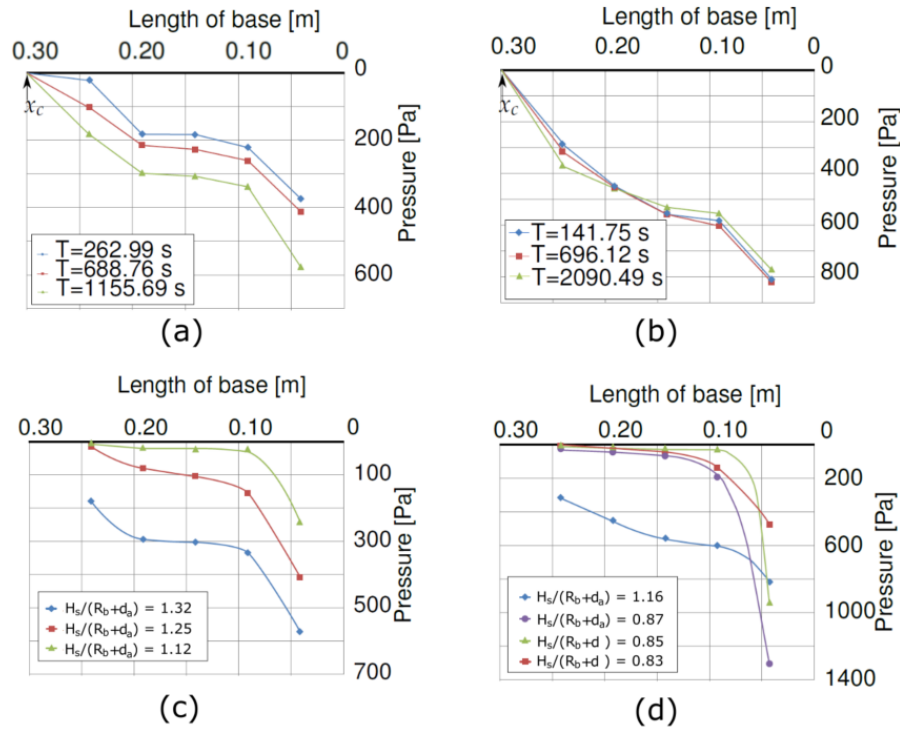 Length of base [m]
0.30 0.20 0.10 0
0
200
400
600
Pressure [Pa]
x_c
T=262.99 s
T=688.76 s
T=1155.69 s
(a)
Length of base [m]
0.30 0.20 0.10 0
0
200
400
600
800
Pressure [Pa]
x_c
T=141.75 s
T=696.12 s
T=2090.49 s
(b)
Length of base [m]
0.30 0.20 0.10 0
100
300
500
700
Pressure [Pa]
H_s/(R_b+d_a) = 1.32
H_s/(R_b+d_a) = 1.25
H_s/(R_b+d_a) = 1.12
(c)
Length of base [m]
0.30 0.20 0.10 0
200
600
1000
1400
Pressure [Pa]
H_s/(R_b+d_a) = 1.16
H_s/(R_b+d_a) = 0.87
H_s/(R_b+d ) = 0.85
H_s/(R_b+d ) = 0.83
(d)